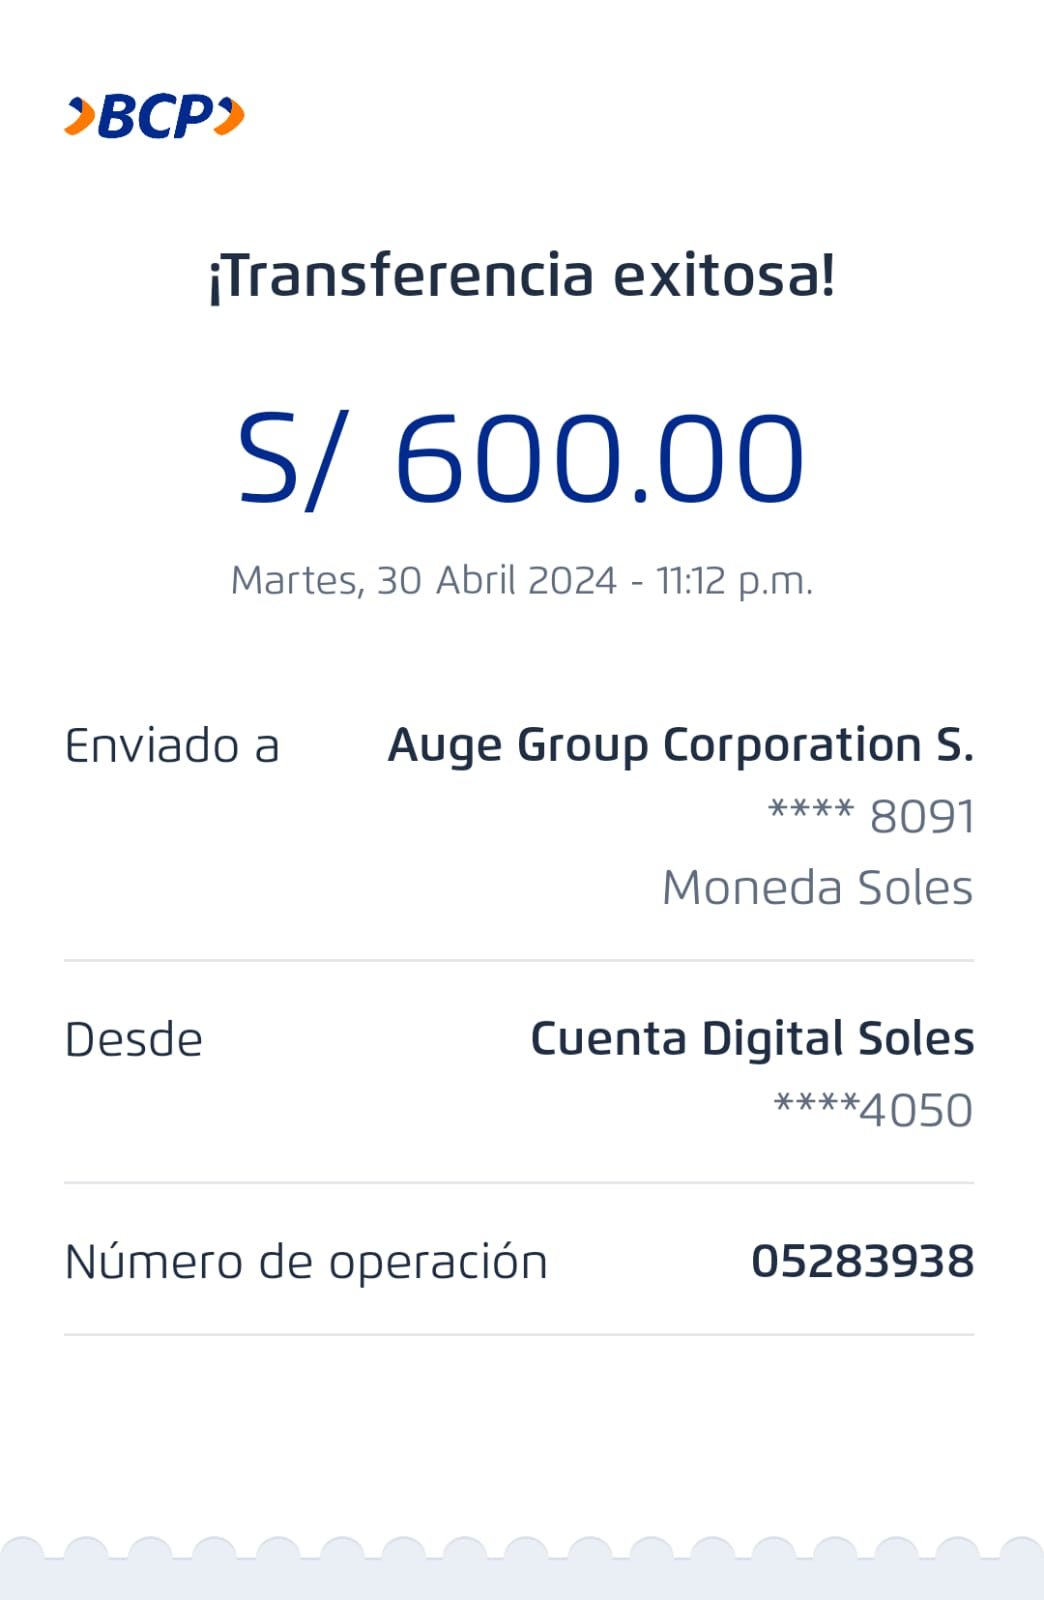 BCP
¡Transferencia exitosa!
S/ 600.00
Martes, 30 Abril 2024 - 11:12 p.m.
Enviado a Auge Group Corporation S.
**** 8091
Moneda Soles
Desde Cuenta Digital Soles
****4050
Número de operación 05283938